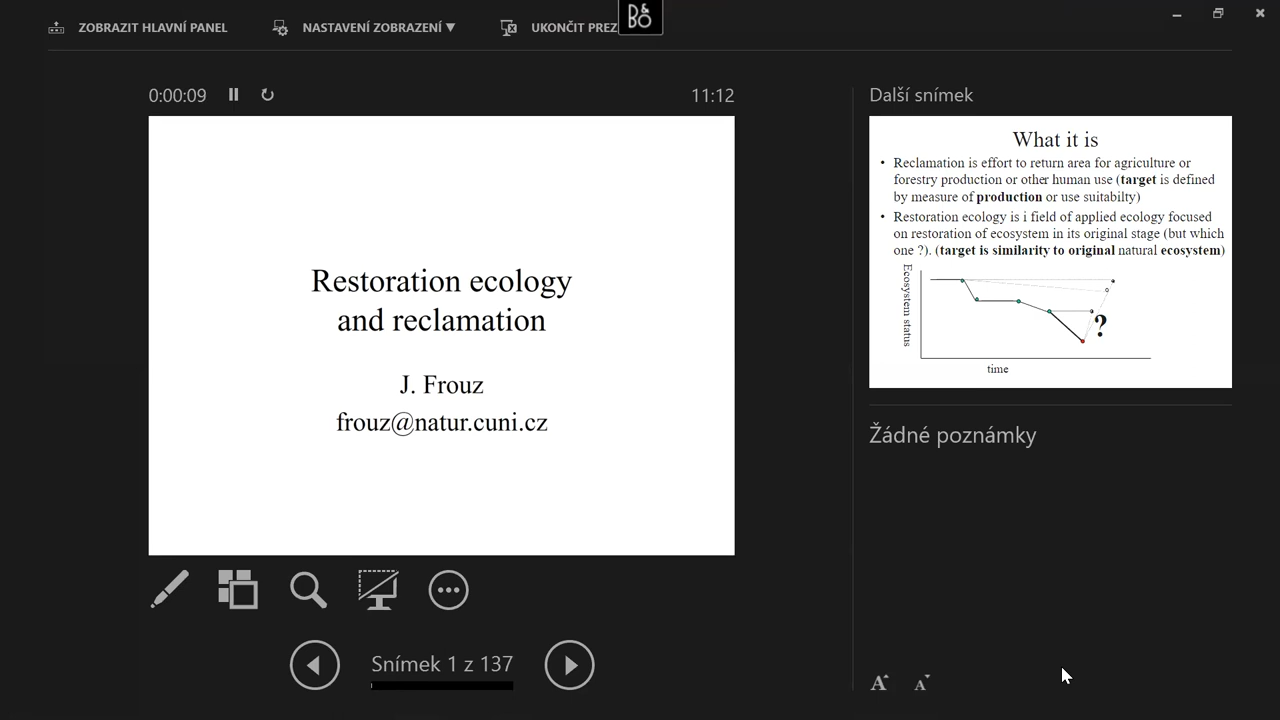 ZOBRAZIT HLAVNÍ PANEL
NASTAVENÍ ZOBRAZENÍ ▼
UKONČIT PREZ
B&O
0:00:09
11:12
Restoration ecology
and reclamation
J. Frouz
frouz@natur.cuni.cz
Snímek 1 z 137
Další snímek
What it is
• Reclamation is effort to return area for agriculture or
forestry production or other human use (target is defined
by measure of production or use suitabilty)
• Restoration ecology is i field of applied ecology focused
on restoration of ecosystem in its original stage (but which
one ?). (target is similarity to original natural ecosystem)
Ecosystem status
?
time
Žádné poznámky
A A